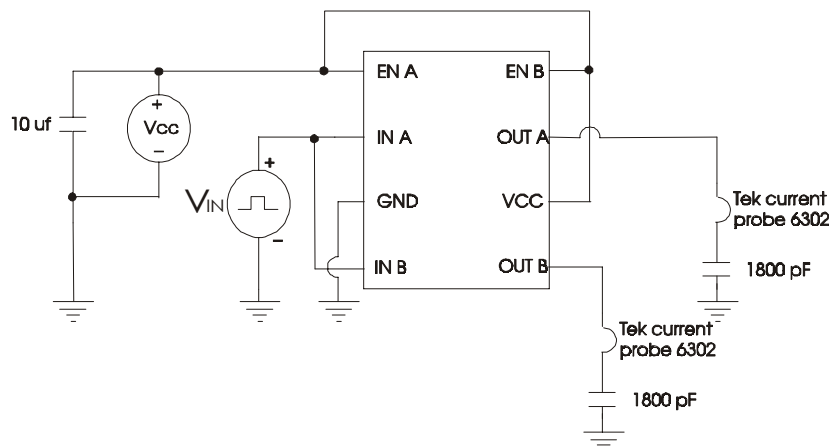 EN A
EN B
10 uf
+
Vcc
−
IN A
OUT A
+
VIN
−
GND
VCC
Tek current
probe 6302
IN B
OUT B
1800 pF
Tek current
probe 6302
1800 pF